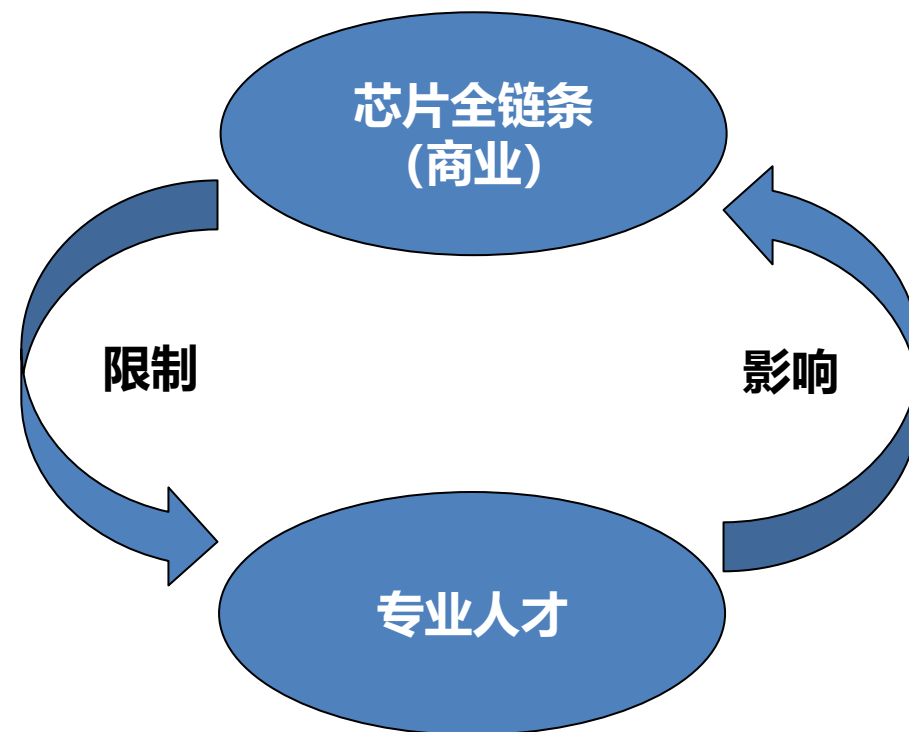 芯片全链条
(商业)
限制
影响
专业人才